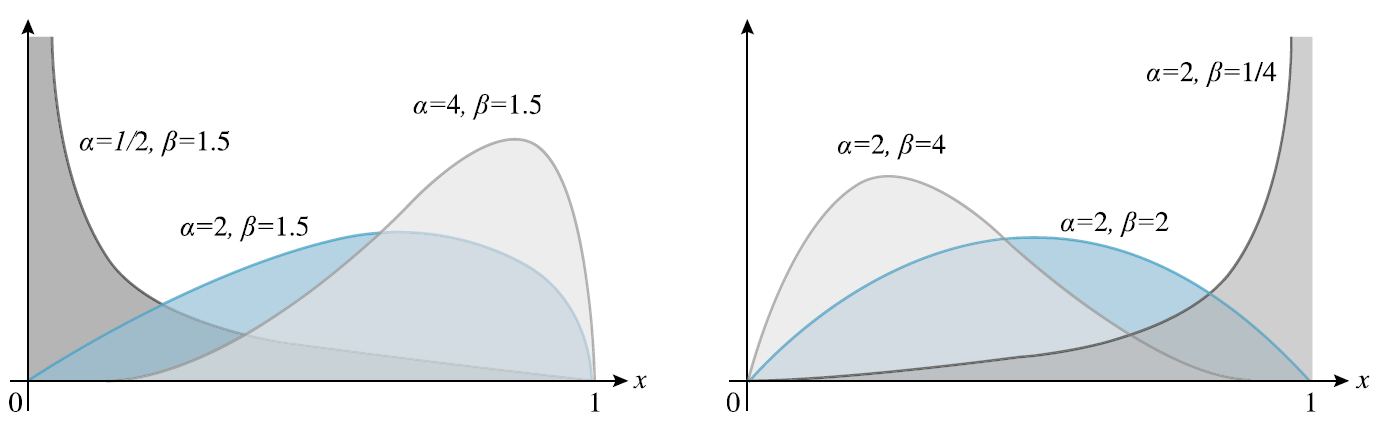 α=4, β=1.5
α=1/2, β=1.5
α=2, β=1.5
x
0
1
α=2, β=1/4
α=2, β=4
α=2, β=2
x
0
1